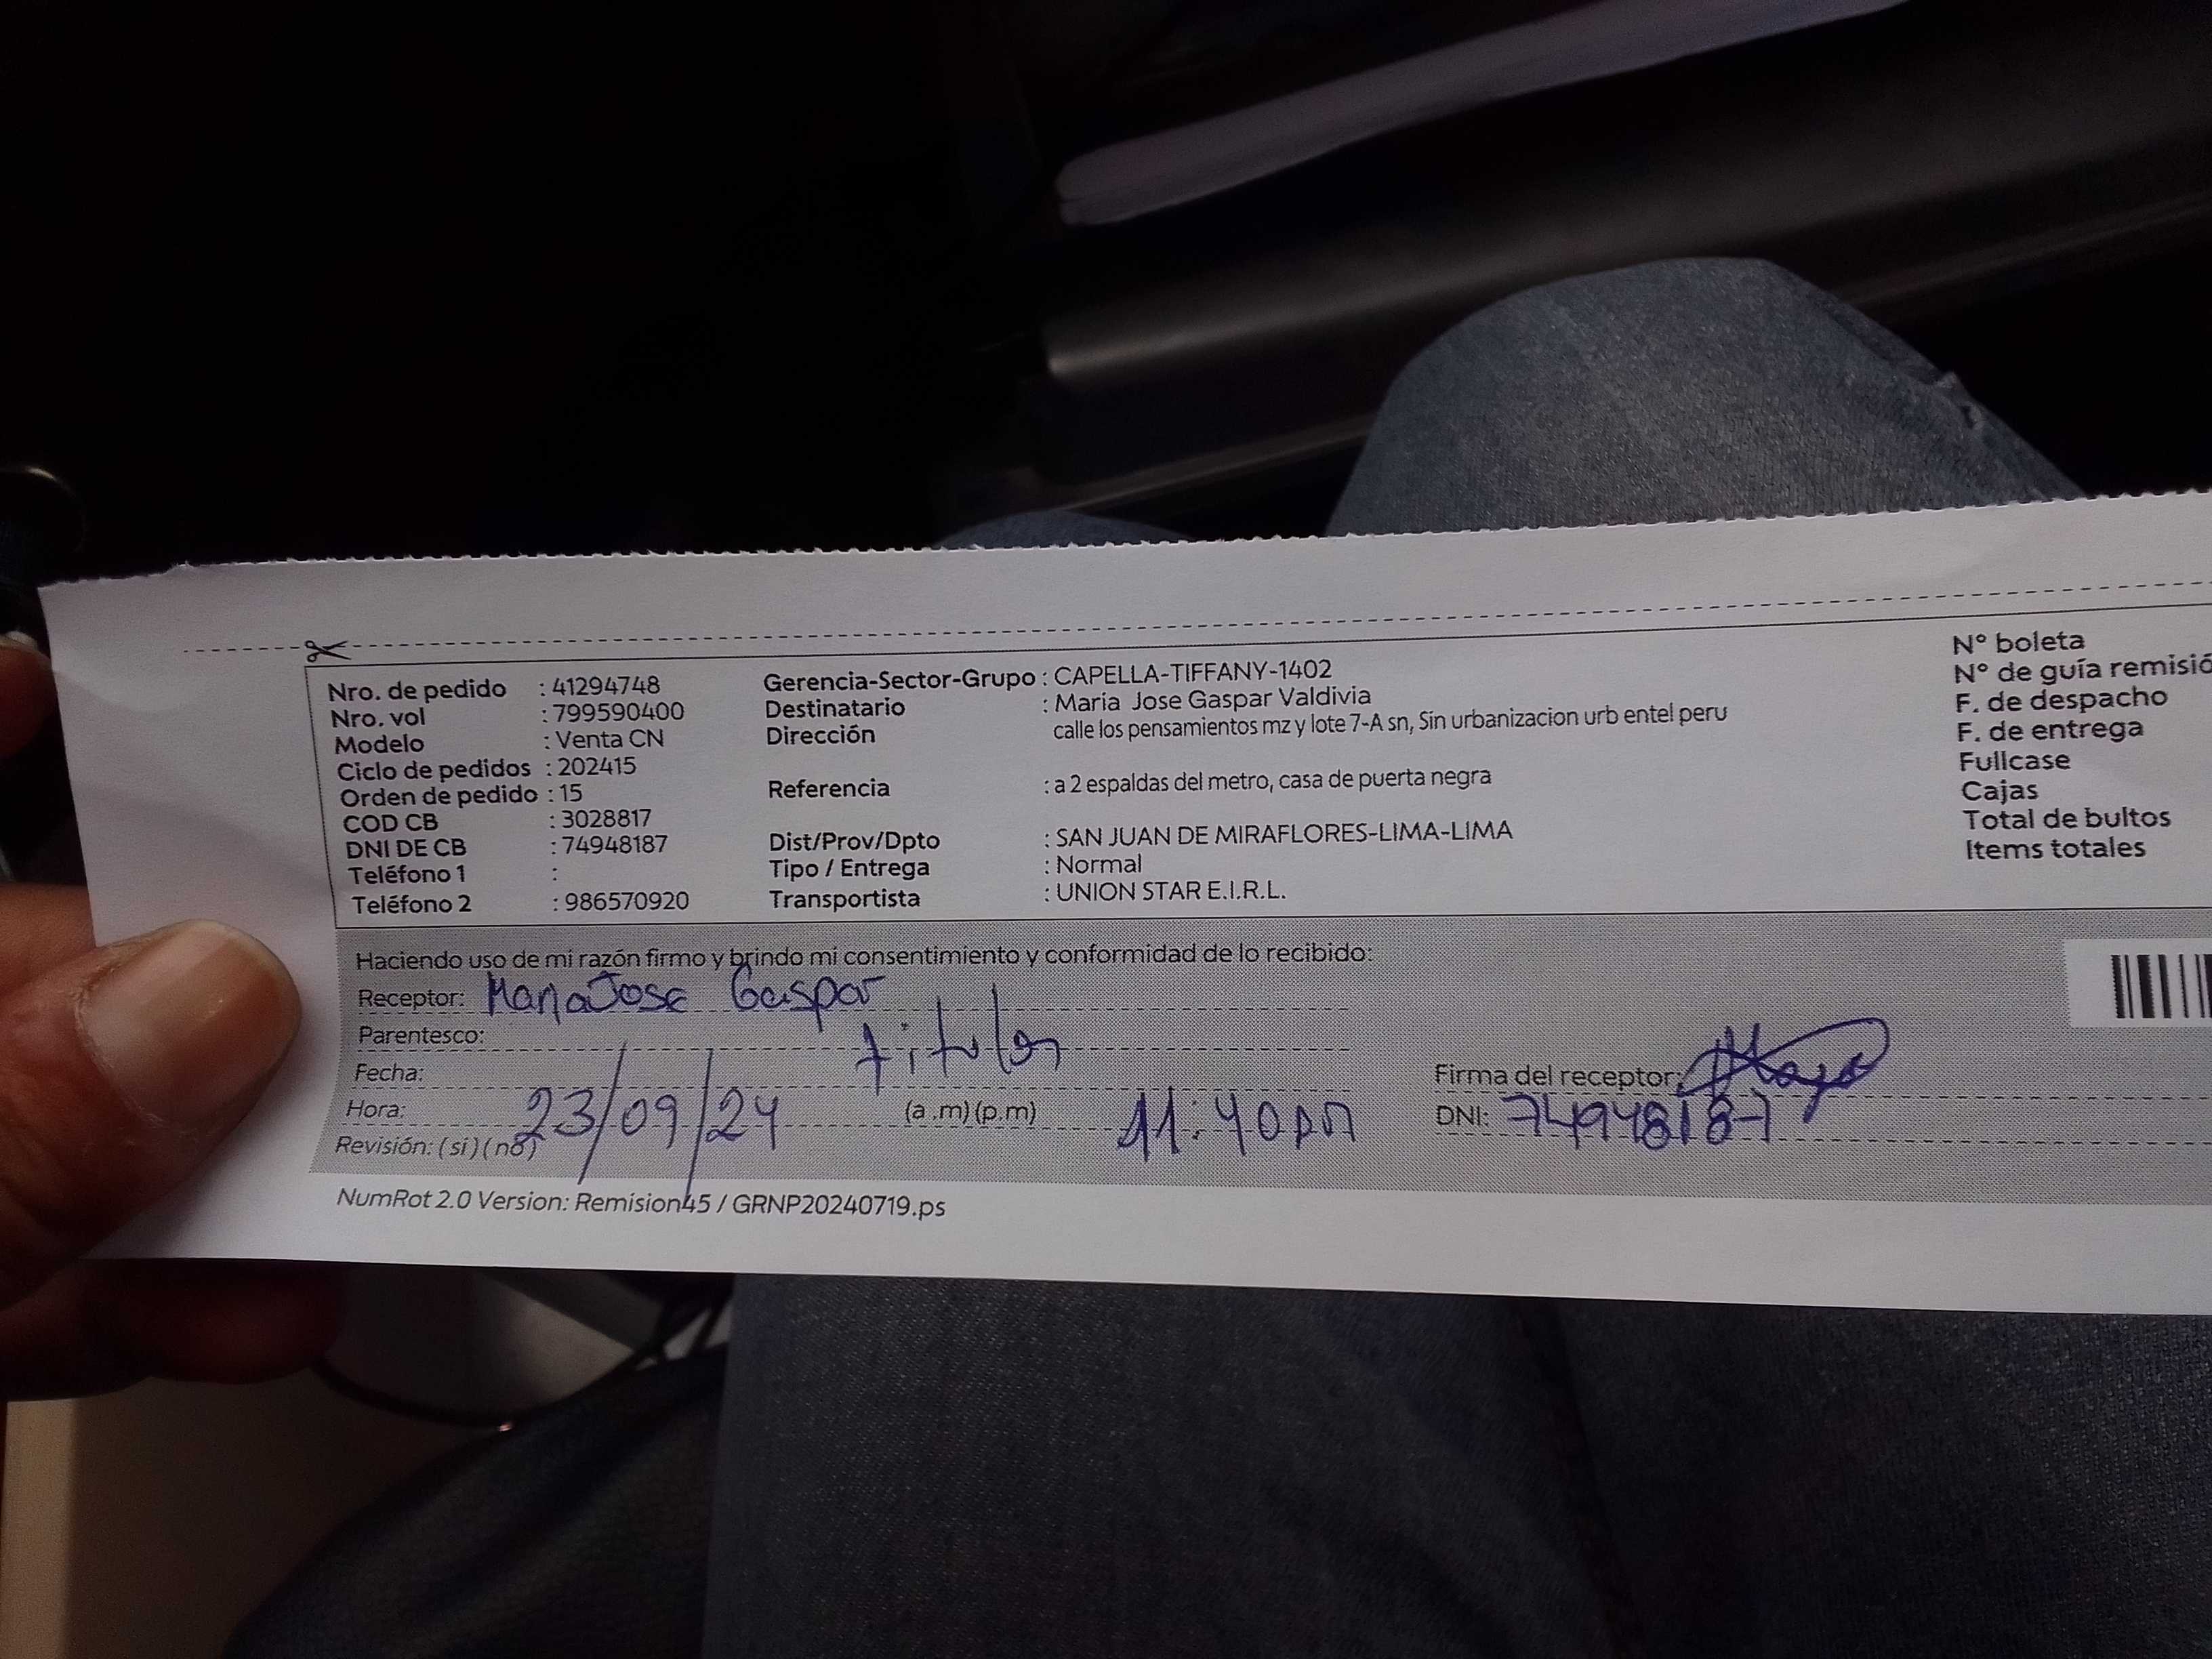 Nro. de pedido : 41294748
Nro. vol : 799590400
Modelo : Venta CN
Ciclo de pedidos : 202415
Orden de pedido : 15
COD CB : 3028817
DNI DE CB : 74948187
Teléfono 1 :
Teléfono 2 : 986570920
Gerencia-Sector-Grupo : CAPELLA-TIFFANY-1402
Destinatario : Maria Jose Gaspar Valdivia
Dirección calle los pensamientos mz y lote 7-A sn, Sin urbanizacion urb entel peru
Referencia : a 2 espaldas del metro, casa de puerta negra
Dist/Prov/Dpto : SAN JUAN DE MIRAFLORES-LIMA-LIMA
Tipo / Entrega : Normal
Transportista : UNION STAR E.I.R.L.
N° boleta
N° de guía remisió
F. de despacho
F. de entrega
Fullcase
Cajas
Total de bultos
Items totales
Haciendo uso de mi razón firmo y brindo mi consentimiento y conformidad de lo recibido:
Receptor: Maria Jose Gaspar
Parentesco: titular
Fecha: 23/09/24
Hora: (a .m) (p.m) 11:40 pm
Revisión: ( si ) ( no )
Firma del receptor:
DNI: 74948187
NumRot 2.0 Version: Remision45 / GRNP20240719.ps